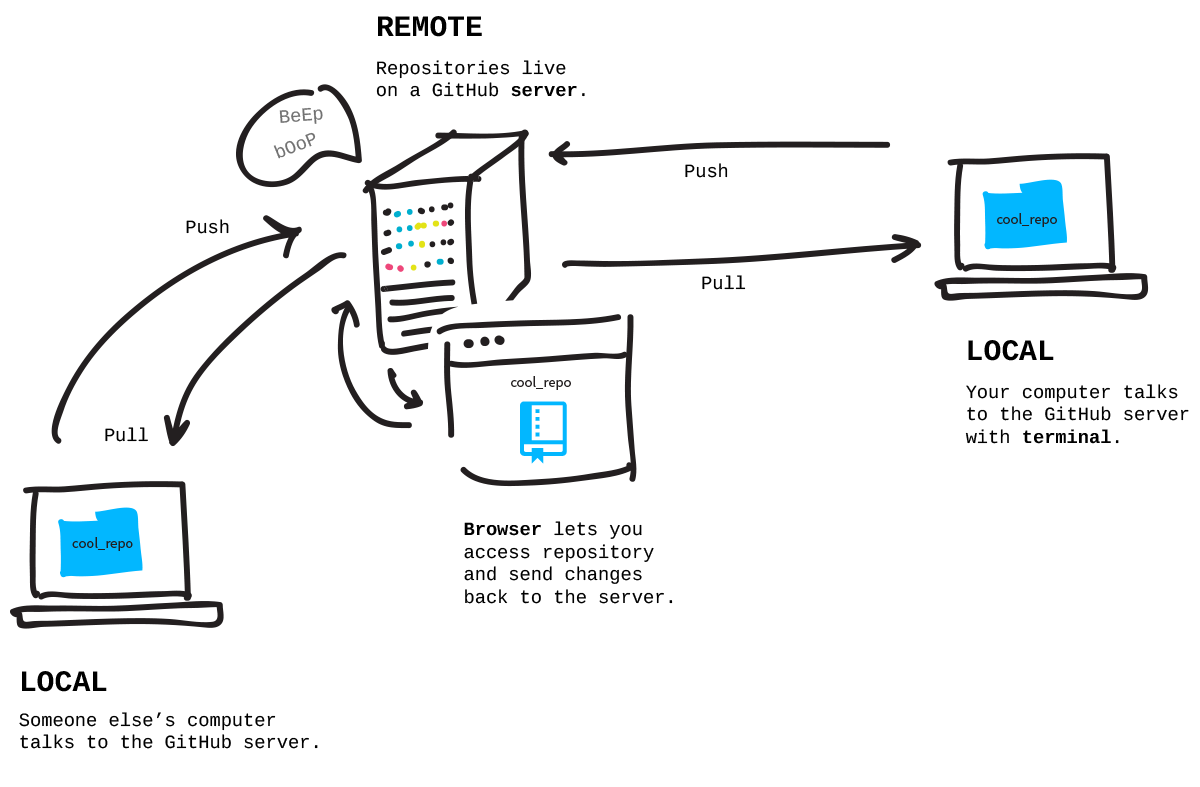 REMOTE
Repositories live
on a GitHub server.
BeEp
bOoP
Push
Pull
Push
Pull
cool_repo
LOCAL
Your computer talks
to the GitHub server
with terminal.
cool_repo
Browser lets you
access repository
and send changes
back to the server.
cool_repo
LOCAL
Someone else’s computer
talks to the GitHub server.